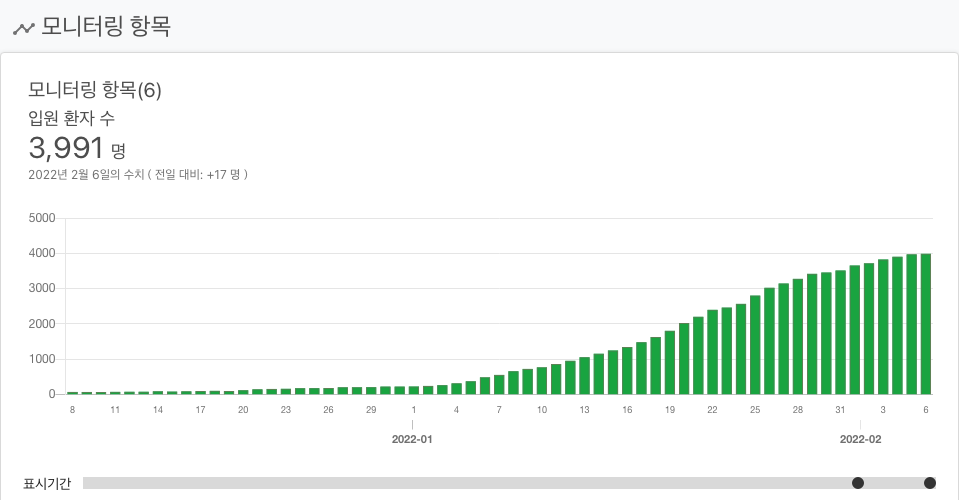 모니터링 항목
모니터링 항목(6)
입원 환자 수
3,991 명
2022년 2월 6일의 수치 ( 전일 대비: +17 명 )
5000
4000
3000
2000
1000
0
8 11 14 17 20 23 26 29 1 4 7 10 13 16 19 22 25 28 31 3 6
2022-01 2022-02
표시기간